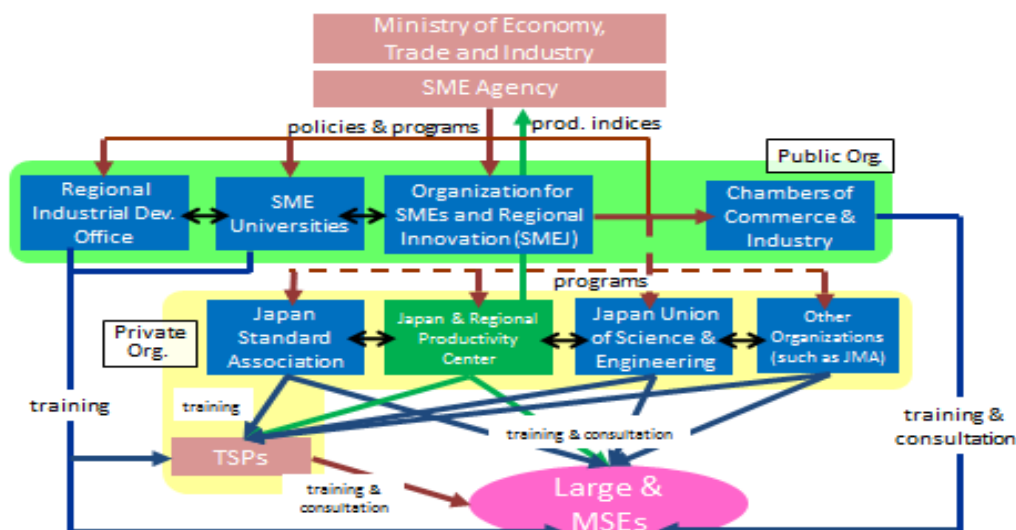 Ministry of Economy,
Trade and Industry
SME Agency
policies & programs
prod. indices
Public Org.
Regional
Industrial Dev.
Office
SME
Universities
Organization for
SMEs and Regional
Innovation (SMEJ)
Chambers of
Commerce &
Industry
programs
Private
Org.
Japan
Standard
Association
Japan & Regional
Productivity
Center
Japan Union
of Science &
Engineering
Other
Organizations
(such as JMA)
training
training
training & consultation
training &
consultation
TSPs
training &
consultation
Large &
MSEs